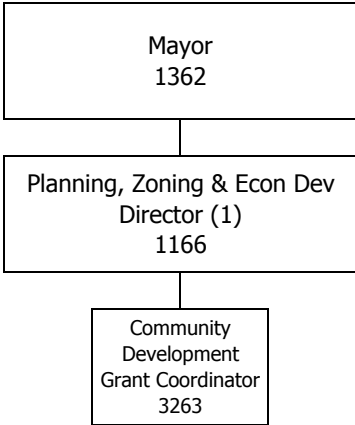 Mayor
1362
Planning, Zoning & Econ Dev
Director (1)
1166
Community
Development
Grant Coordinator
3263